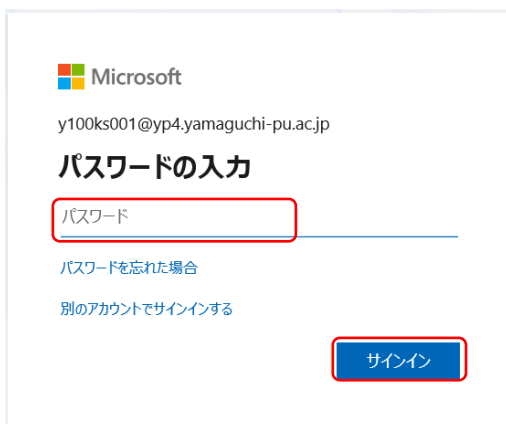 Microsoft
y100ks001@yp4.yamaguchi-pu.ac.jp
パスワードの入力
パスワード
パスワードを忘れた場合
別のアカウントでサインインする
サインイン